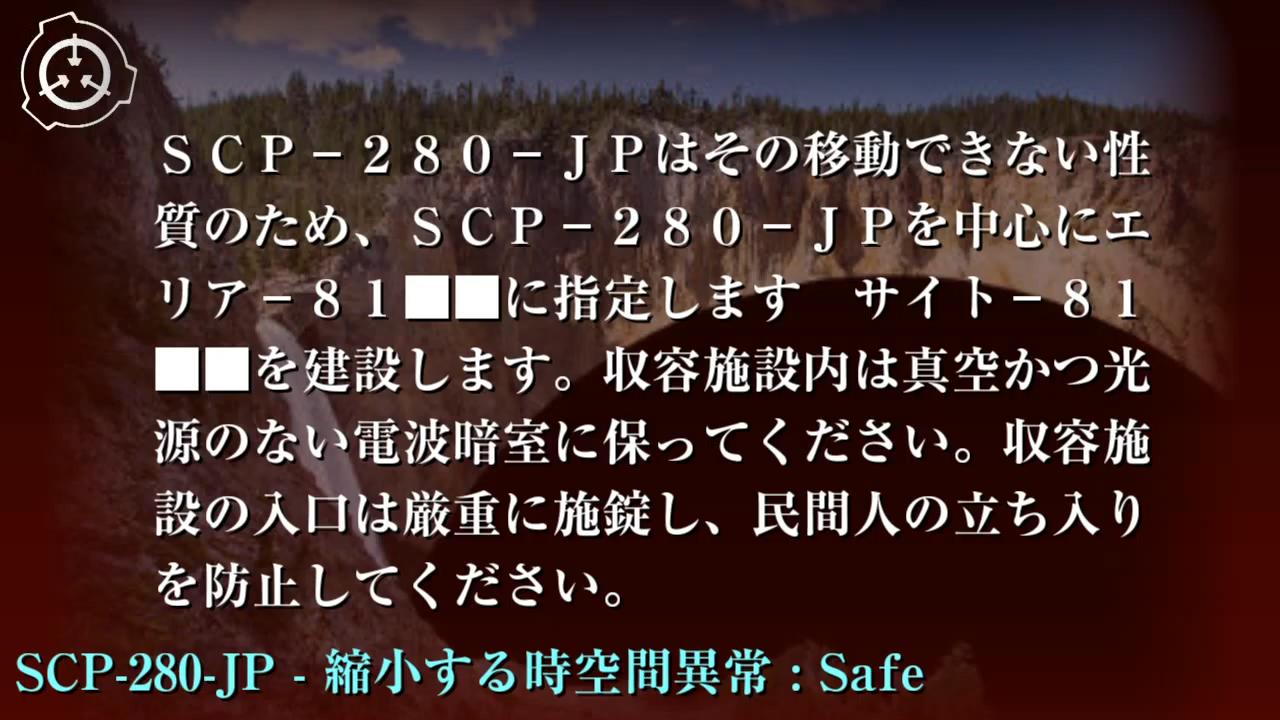 ＳＣＰ－２８０－ＪＰはその移動できない性
質のため、ＳＣＰ－２８０－ＪＰを中心にエ
リア－８１██に指定します　サイト－８１
██を建設します。収容施設内は真空かつ光
源のない電波暗室に保ってください。収容施
設の入口は厳重に施錠し、民間人の立ち入り
を防止してください。
SCP-280-JP - 縮小する時空間異常：Safe